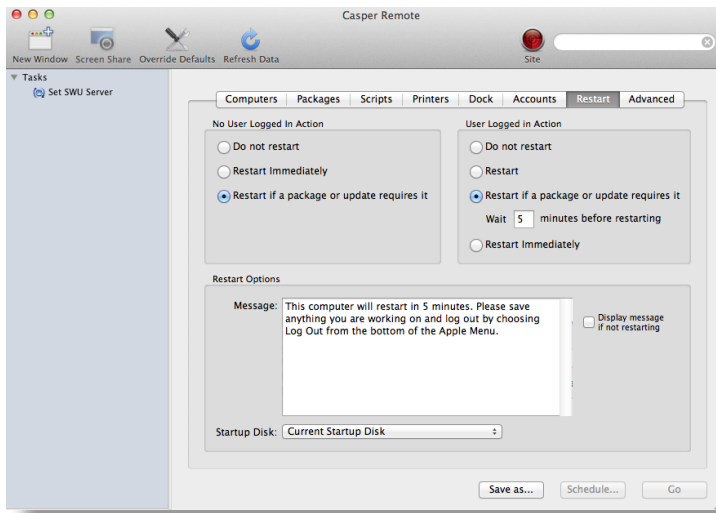 Casper Remote
New Window Screen Share Override Defaults Refresh Data Site
Tasks
Set SWU Server
Computers Packages Scripts Printers Dock Accounts Restart Advanced
No User Logged In Action
Do not restart
Restart Immediately
Restart if a package or update requires it
User Logged in Action
Do not restart
Restart
Restart if a package or update requires it
Wait 5 minutes before restarting
Restart Immediately
Restart Options
Message:
This computer will restart in 5 minutes. Please save
anything you are working on and log out by choosing
Log Out from the bottom of the Apple Menu.
Display message
if not restarting
Startup Disk: Current Startup Disk
Save as... Schedule... Go